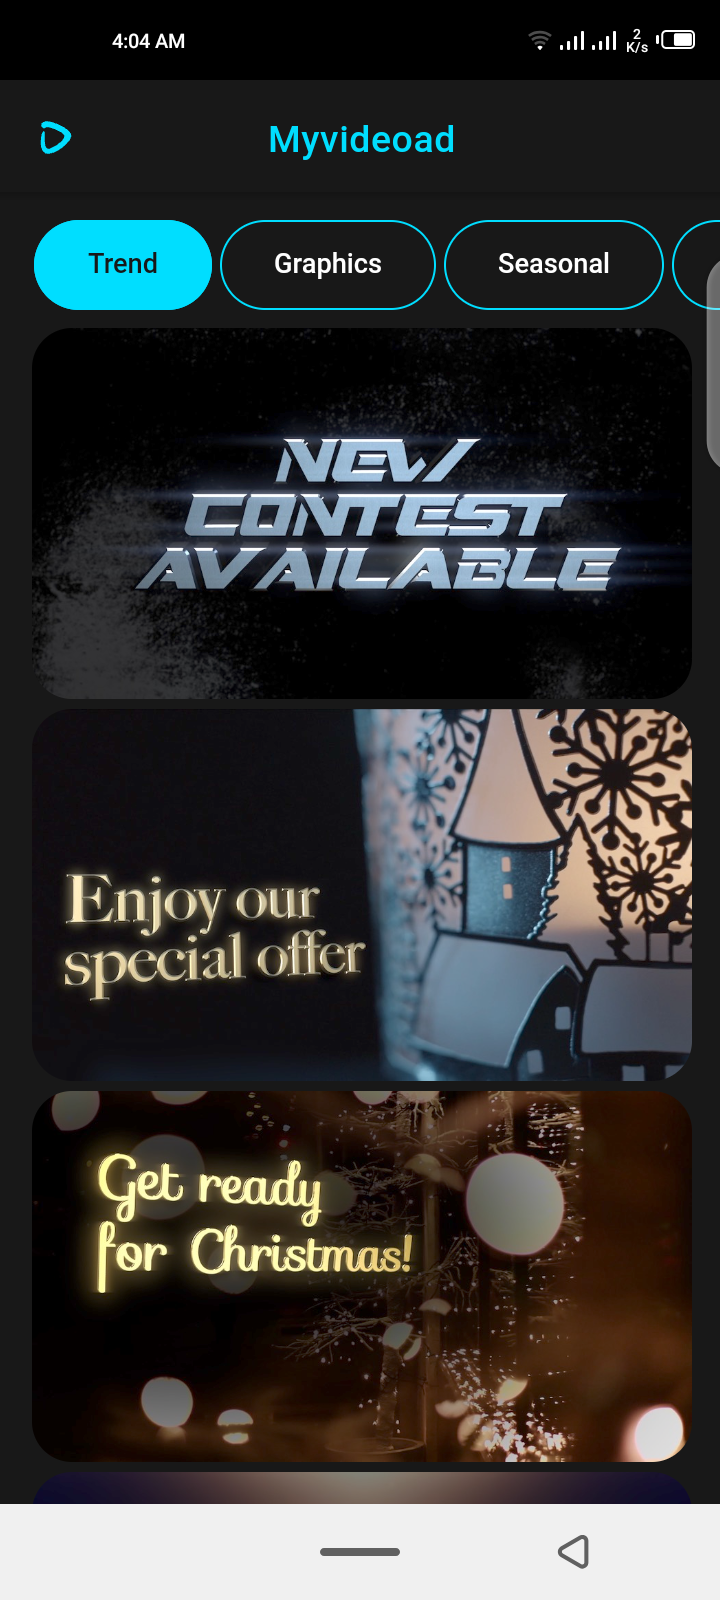 4:04 AM
2
K/s
Myvideoad
Trend
Graphics
Seasonal
NEW
CONTEST
AVAILABLE
Enjoy our
special offer
Get ready
for Christmas!